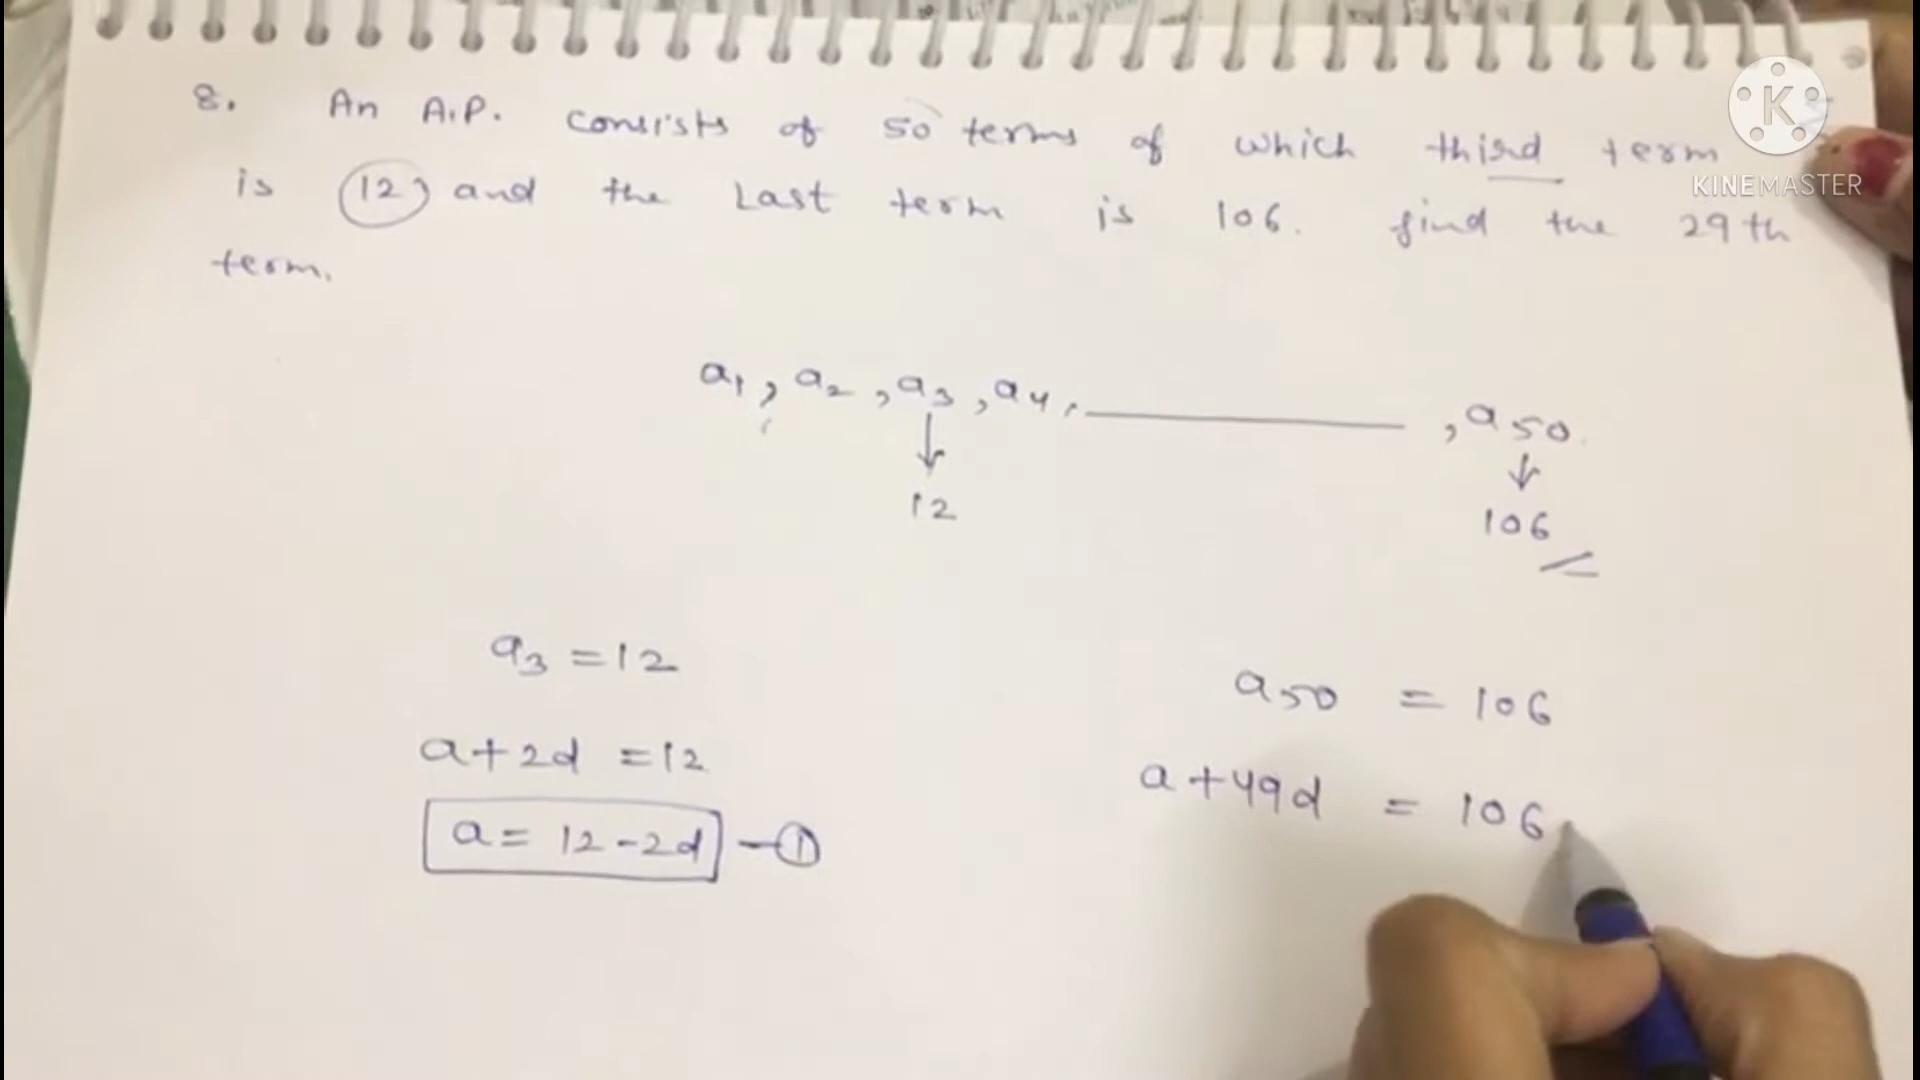 8. An A.P. consists of 50 terms of which third term
is 12 and the Last term is 106. find the 29th
term.
K
KINEMASTER
a1, a2, a3, a4, ______ , a50
↓ ↓
12 106
a3 = 12
a50 = 106
a + 2d = 12
a + 49d = 106
a = 12 - 2d — ①